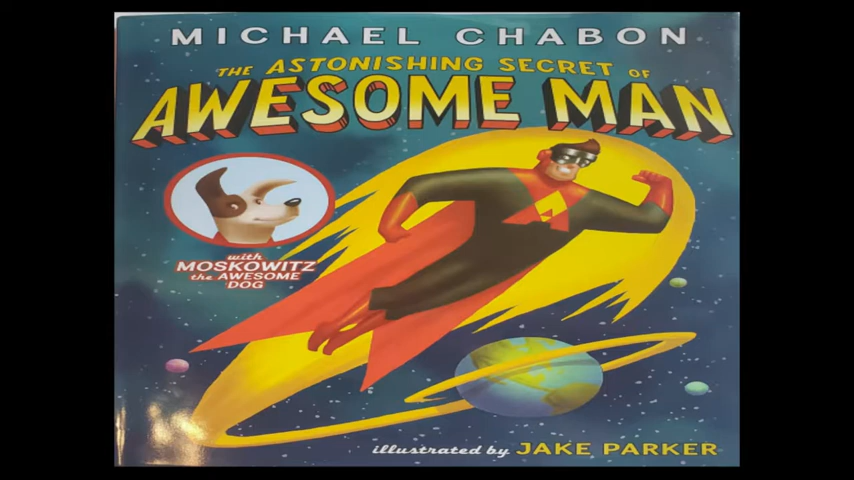 MICHAEL CHABON
THE ASTONISHING SECRET OF
AWESOME MAN
with
MOSKOWITZ
the AWESOME
DOG
A
illustrated by JAKE PARKER